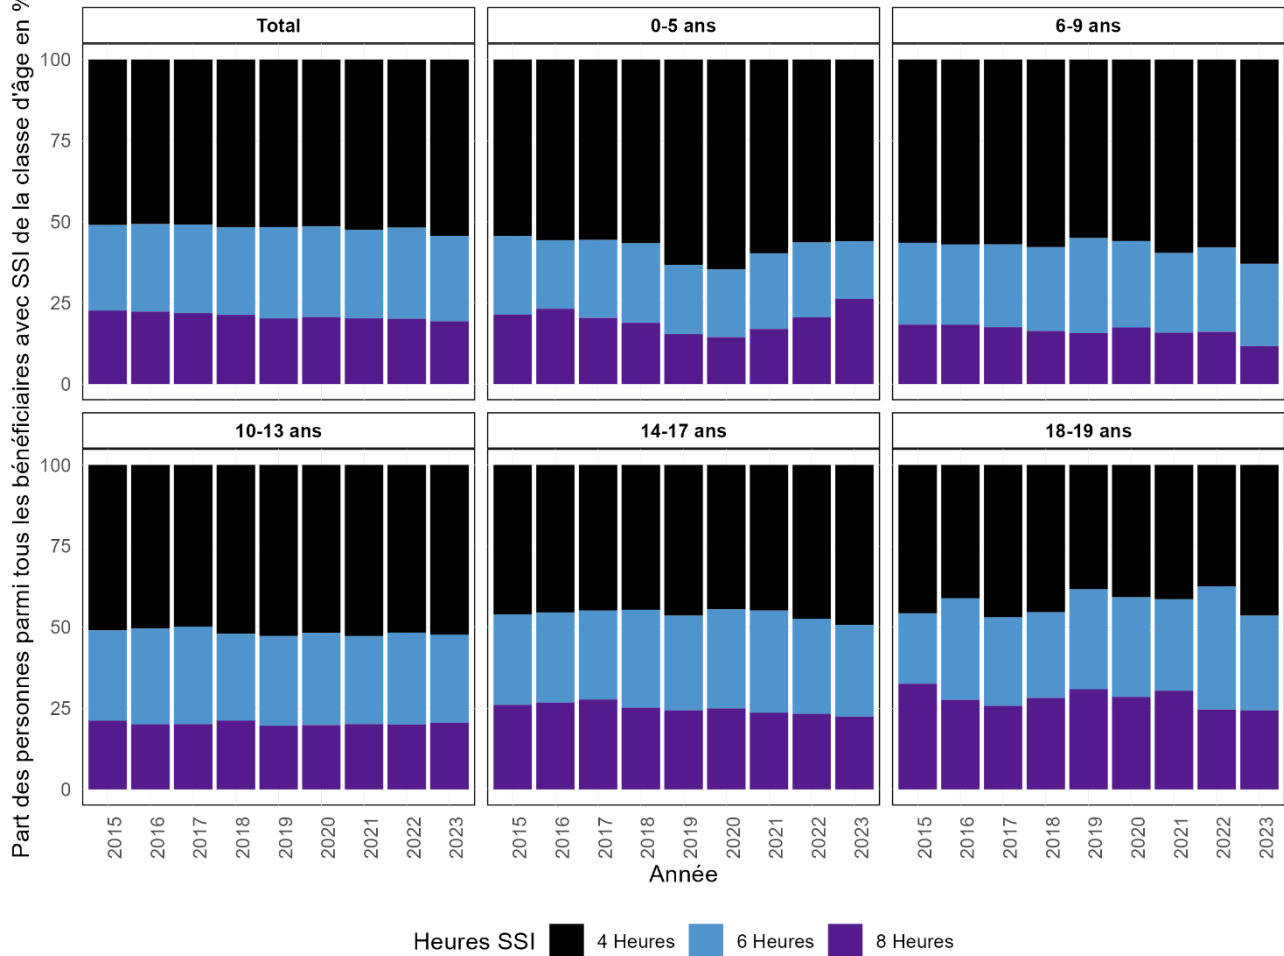 Part des personnes parmi tous les bénéficiaires avec SSI de la classe d'âge en %
Total
0-5 ans
6-9 ans
100
75
50
25
0
10-13 ans
14-17 ans
18-19 ans
100
75
50
25
0
2015 2016 2017 2018 2019 2020 2021 2022 2023
2015 2016 2017 2018 2019 2020 2021 2022 2023
2015 2016 2017 2018 2019 2020 2021 2022 2023
Année
Heures SSI 4 Heures 6 Heures 8 Heures